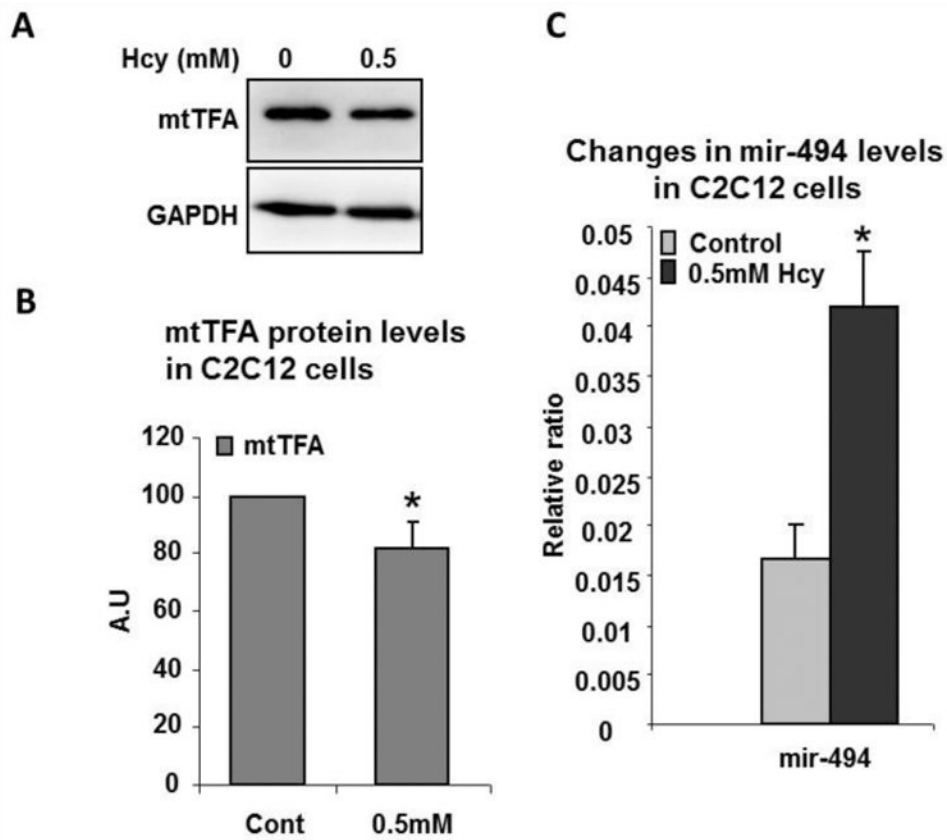 A
Hcy (mM) 0 0.5
mtTFA
GAPDH
B
mtTFA protein levels
in C2C12 cells
mtTFA
120
100
80
60
40
20
0
A.U
*
Cont 0.5mM
C
Changes in mir-494 levels
in C2C12 cells
Control
0.5mM Hcy
*
0.05
0.045
0.04
0.035
0.03
0.025
0.02
0.015
0.01
0.005
0
Relative ratio
mir-494